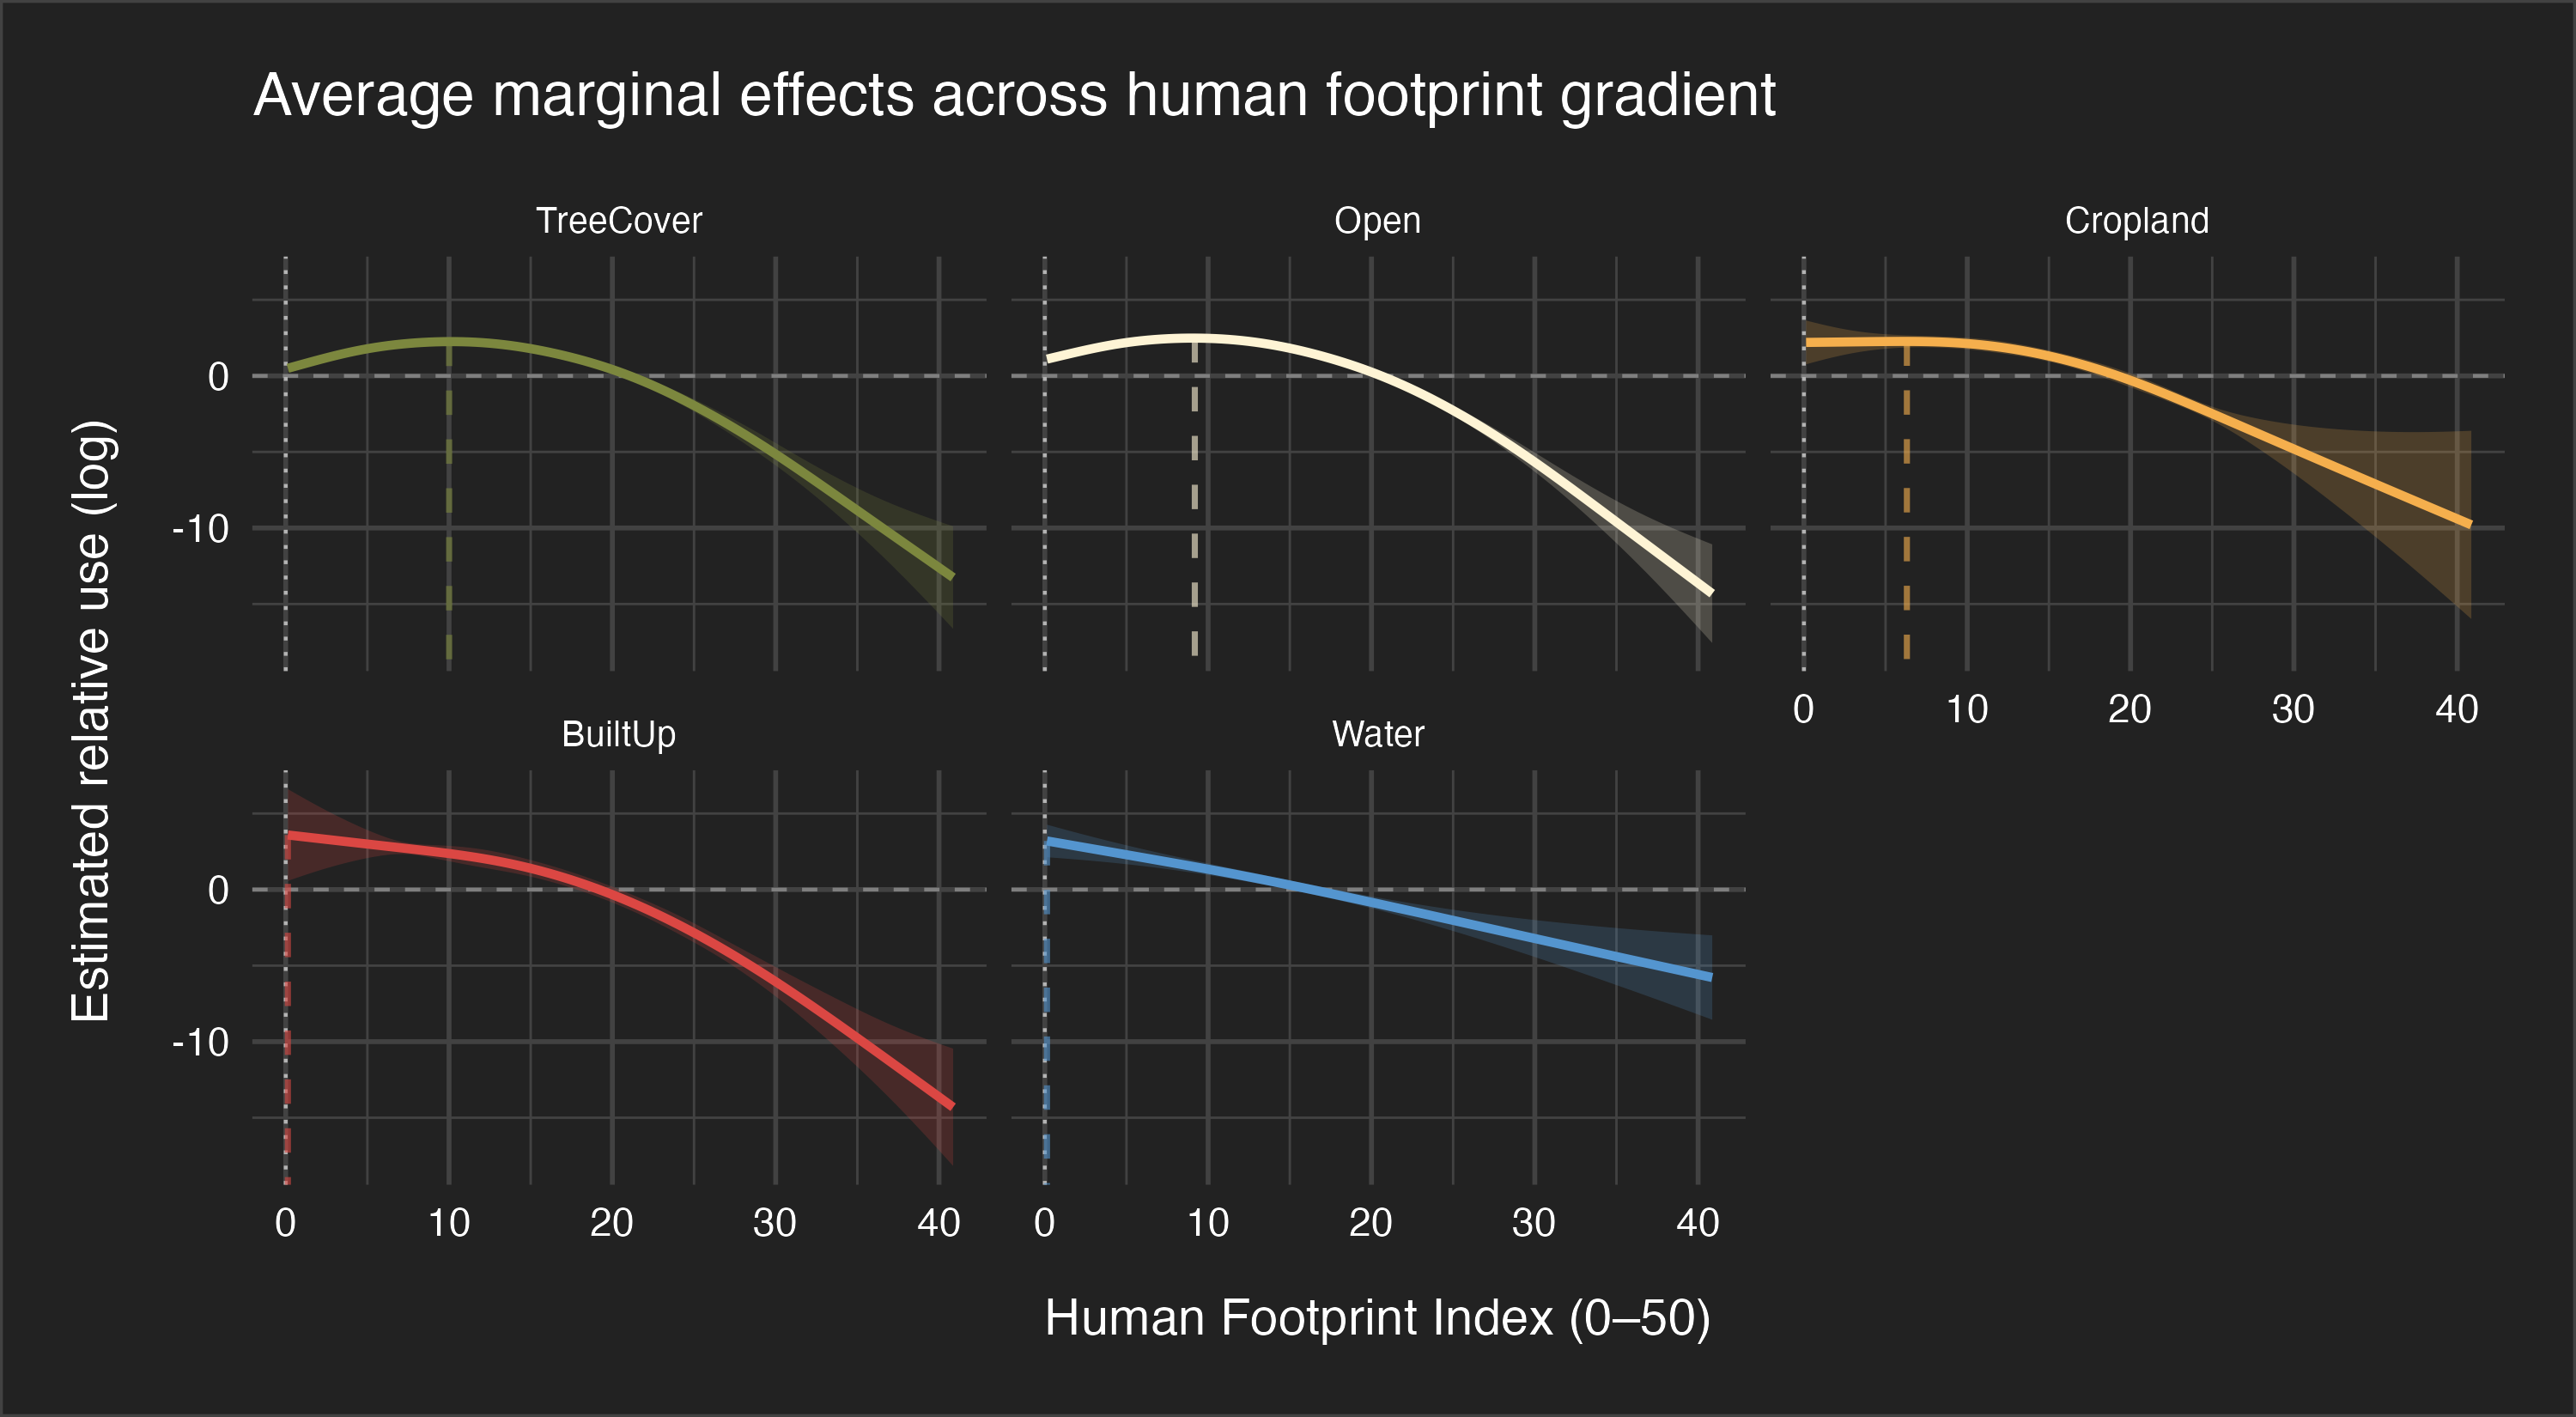 Average marginal effects across human footprint gradient
TreeCover
Open
Cropland
0
-10
0 10 20 30 40
BuiltUp
Water
0
-10
0 10 20 30 40
0 10 20 30 40
Estimated relative use (log)
Human Footprint Index (0–50)